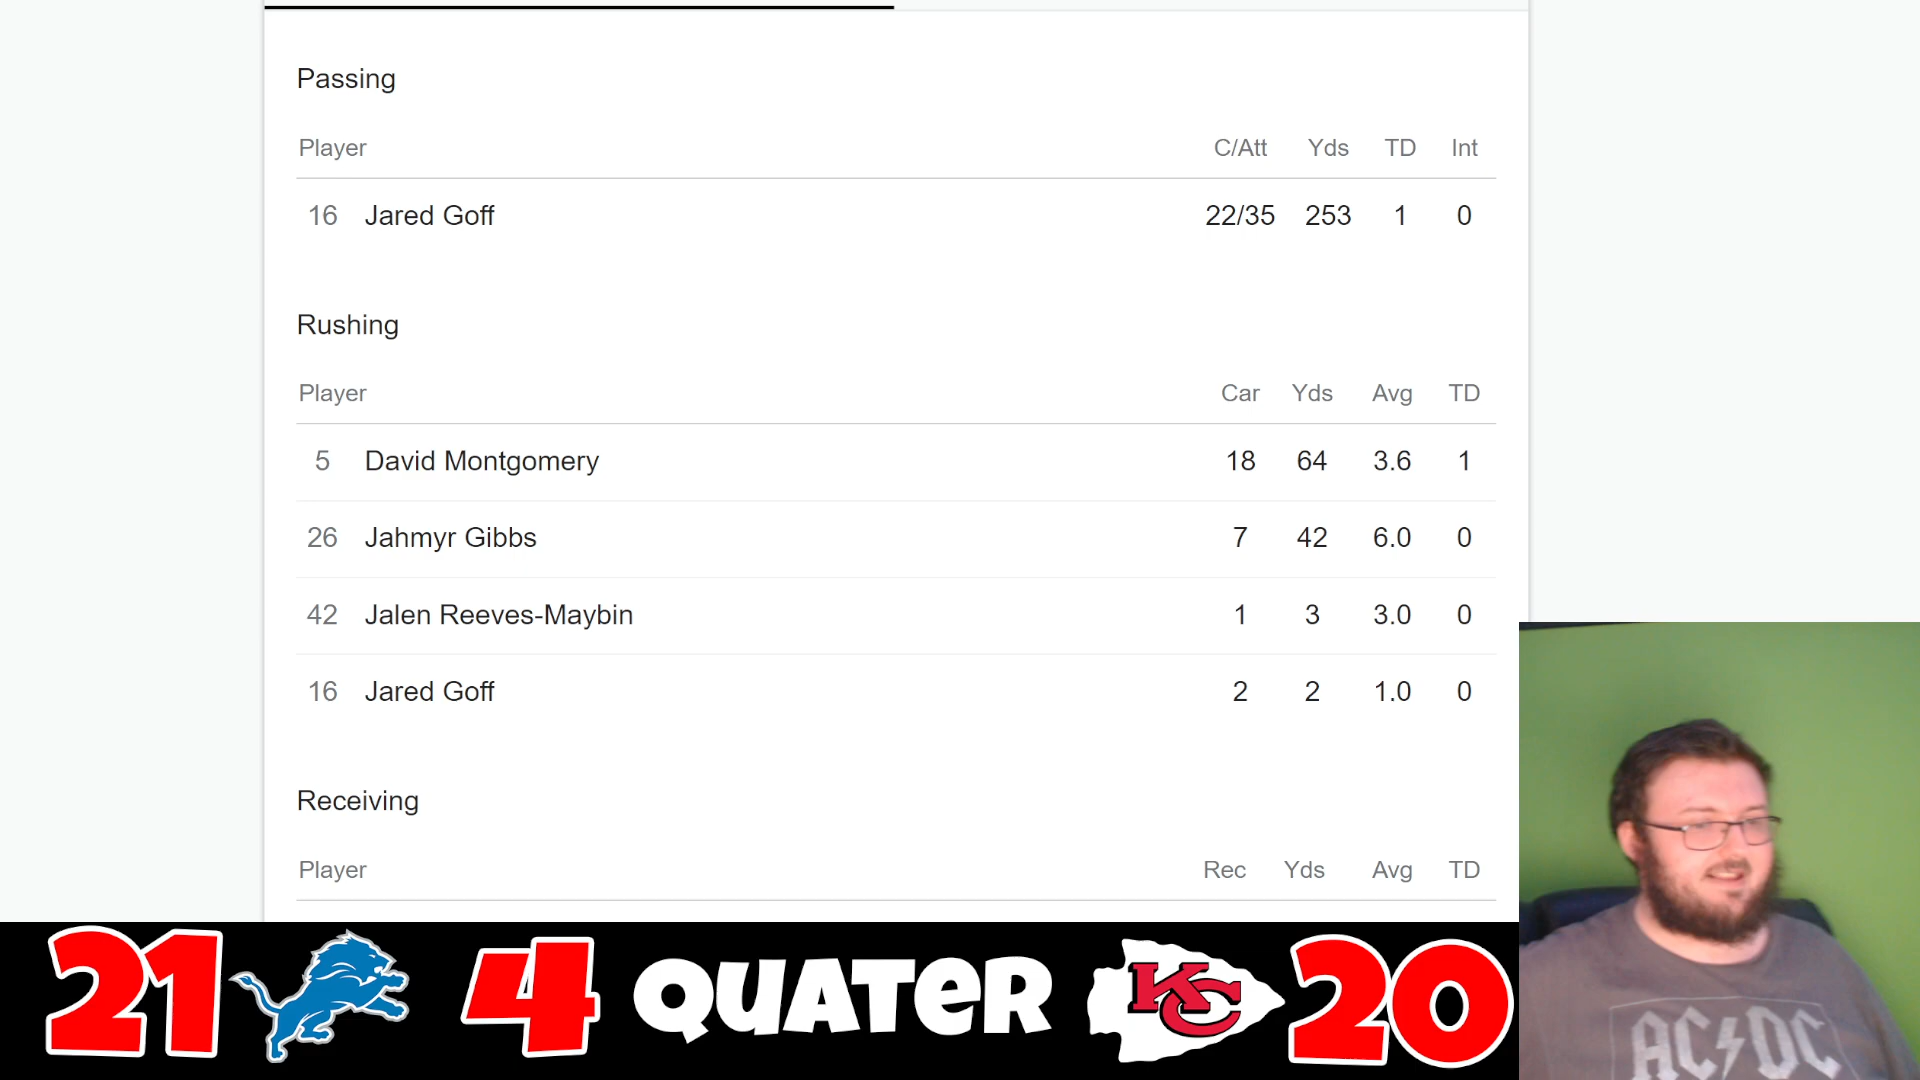 Passing
Player C/Att Yds TD Int
16 Jared Goff 22/35 253 1 0
Rushing
Player Car Yds Avg TD
5 David Montgomery 18 64 3.6 1
26 Jahmyr Gibbs 7 42 6.0 0
42 Jalen Reeves-Maybin 1 3 3.0 0
16 Jared Goff 2 2 1.0 0
Receiving
Player Rec Yds Avg TD
21 4 QUATER KC 20
AC⚡DC